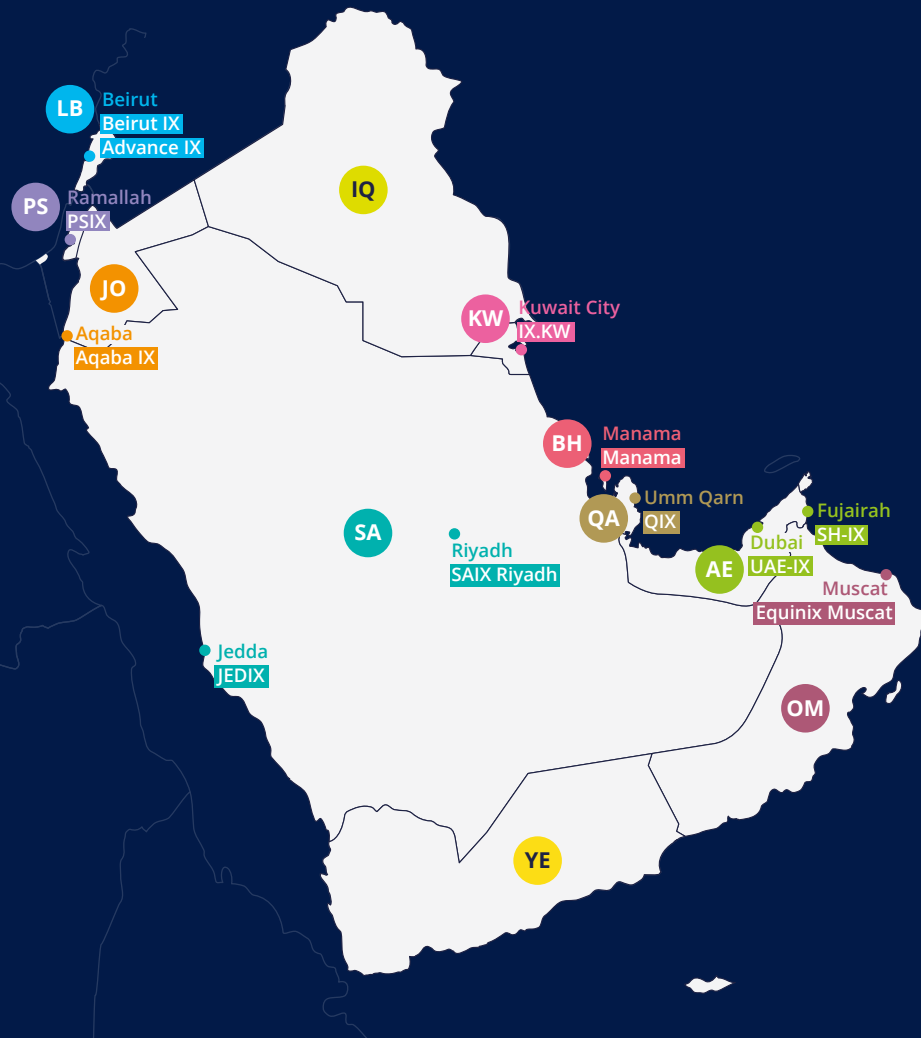 LB
Beirut
Beirut IX
Advance IX
IQ
PS
Ramallah
PSIX
JO
Aqaba
Aqaba IX
KW
Kuwait City
IX.KW
BH
Manama
Manama
QA
Umm Qarn
QIX
SA
Riyadh
SAIX Riyadh
AE
Dubai
UAE-IX
Fujairah
SH-IX
Muscat
Equinix Muscat
Jedda
JEDIX
OM
YE